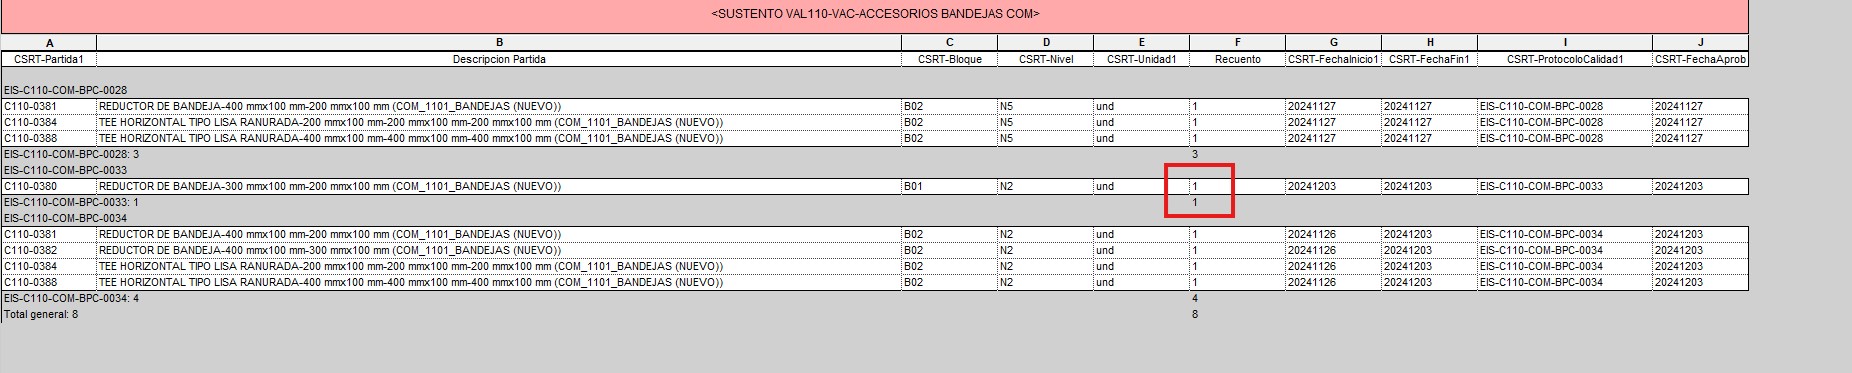 <SUSTENTO VAL110-VAC-ACCESORIOS BANDEJAS COM>
A B C D E F G H I J
CSRT-Partida1 Descripcion Partida CSRT-Bloque CSRT-Nivel CSRT-Unidad1 Recuento CSRT-FechaInicio1 CSRT-FechaFin1 CSRT-ProtocoloCalidad1 CSRT-FechaAprob
EIS-C110-COM-BPC-0028
C110-0381 REDUCTOR DE BANDEJA-400 mmx100 mm-200 mmx100 mm (COM_1101_BANDEJAS (NUEVO)) B02 N5 und 1 20241127 20241127 EIS-C110-COM-BPC-0028 20241127
C110-0384 TEE HORIZONTAL TIPO LISA RANURADA-200 mmx100 mm-200 mmx100 mm-200 mmx100 mm (COM_1101_BANDEJAS (NUEVO)) B02 N5 und 1 20241127 20241127 EIS-C110-COM-BPC-0028 20241127
C110-0388 TEE HORIZONTAL TIPO LISA RANURADA-400 mmx100 mm-400 mmx100 mm-400 mmx100 mm (COM_1101_BANDEJAS (NUEVO)) B02 N5 und 1 20241127 20241127 EIS-C110-COM-BPC-0028 20241127
EIS-C110-COM-BPC-0028: 3 3
EIS-C110-COM-BPC-0033
C110-0380 REDUCTOR DE BANDEJA-300 mmx100 mm-200 mmx100 mm (COM_1101_BANDEJAS (NUEVO)) B01 N2 und 1 20241203 20241203 EIS-C110-COM-BPC-0033 20241203
EIS-C110-COM-BPC-0033: 1 1
EIS-C110-COM-BPC-0034
C110-0381 REDUCTOR DE BANDEJA-400 mmx100 mm-200 mmx100 mm (COM_1101_BANDEJAS (NUEVO)) B02 N2 und 1 20241126 20241203 EIS-C110-COM-BPC-0034 20241203
C110-0382 REDUCTOR DE BANDEJA-400 mmx100 mm-300 mmx100 mm (COM_1101_BANDEJAS (NUEVO)) B02 N2 und 1 20241126 20241203 EIS-C110-COM-BPC-0034 20241203
C110-0384 TEE HORIZONTAL TIPO LISA RANURADA-200 mmx100 mm-200 mmx100 mm-200 mmx100 mm (COM_1101_BANDEJAS (NUEVO)) B02 N2 und 1 20241126 20241203 EIS-C110-COM-BPC-0034 20241203
C110-0388 TEE HORIZONTAL TIPO LISA RANURADA-400 mmx100 mm-400 mmx100 mm-400 mmx100 mm (COM_1101_BANDEJAS (NUEVO)) B02 N2 und 1 20241126 20241203 EIS-C110-COM-BPC-0034 20241203
EIS-C110-COM-BPC-0034: 4 4
Total general: 8 8